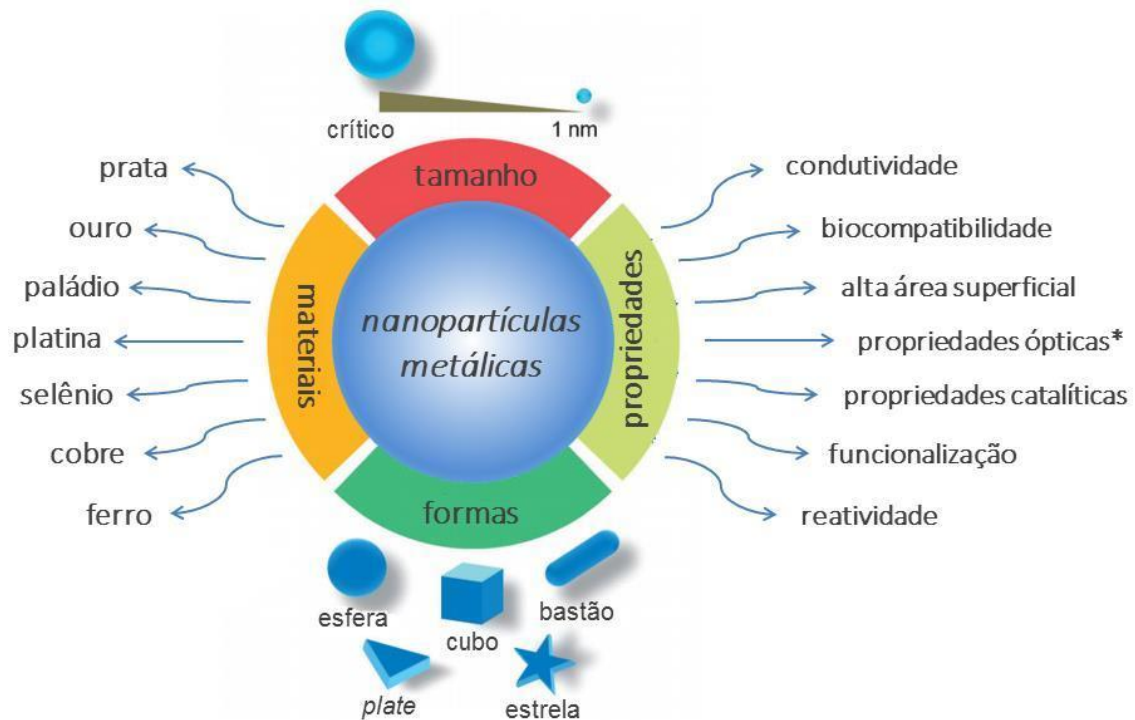 crítico
1 nm
tamanho
prata
ouro
paládio
platina
selênio
cobre
ferro
materiais
nanopartículas
metálicas
propriedades
condutividade
biocompatibilidade
alta área superficial
propriedades ópticas*
propriedades catalíticas
funcionalização
reatividade
formas
esfera
cubo
bastão
plate
estrela